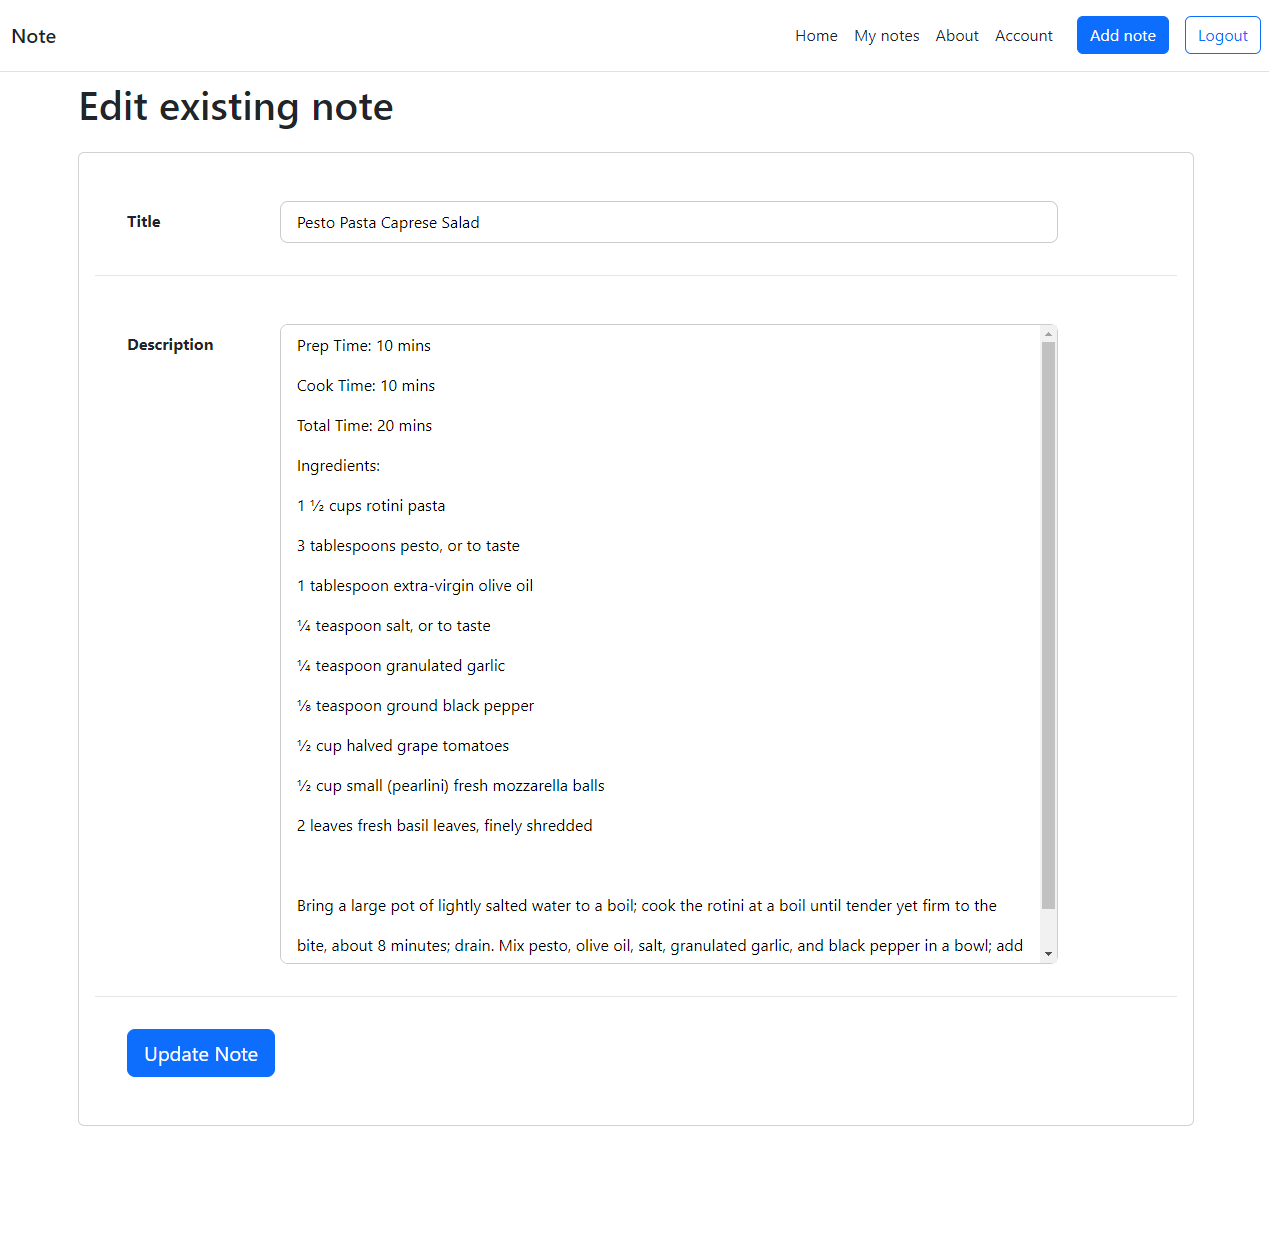 Note
Home My notes About Account Add note Logout
Edit existing note
Title
Pesto Pasta Caprese Salad
Description
Prep Time: 10 mins
Cook Time: 10 mins
Total Time: 20 mins
Ingredients:
1 ½ cups rotini pasta
3 tablespoons pesto, or to taste
1 tablespoon extra-virgin olive oil
¼ teaspoon salt, or to taste
¼ teaspoon granulated garlic
⅛ teaspoon ground black pepper
½ cup halved grape tomatoes
½ cup small (pearlini) fresh mozzarella balls
2 leaves fresh basil leaves, finely shredded
Bring a large pot of lightly salted water to a boil; cook the rotini at a boil until tender yet firm to the
bite, about 8 minutes; drain. Mix pesto, olive oil, salt, granulated garlic, and black pepper in a bowl; add
Update Note